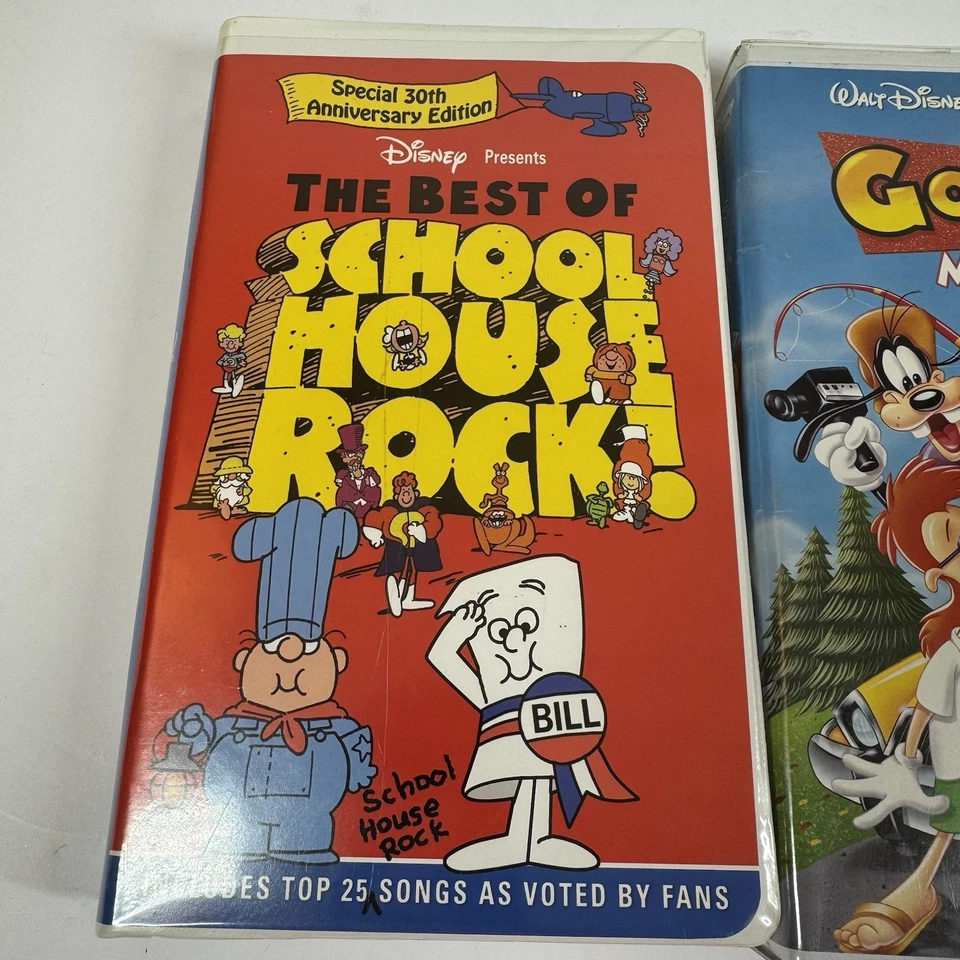 Special 30th
Anniversary Edition
Disney Presents
THE BEST OF
SCHOOL
HOUSE
ROCK!
BILL
School
House
Rock
TOP 25 SONGS AS VOTED BY FANS
WALT DISNE
GO